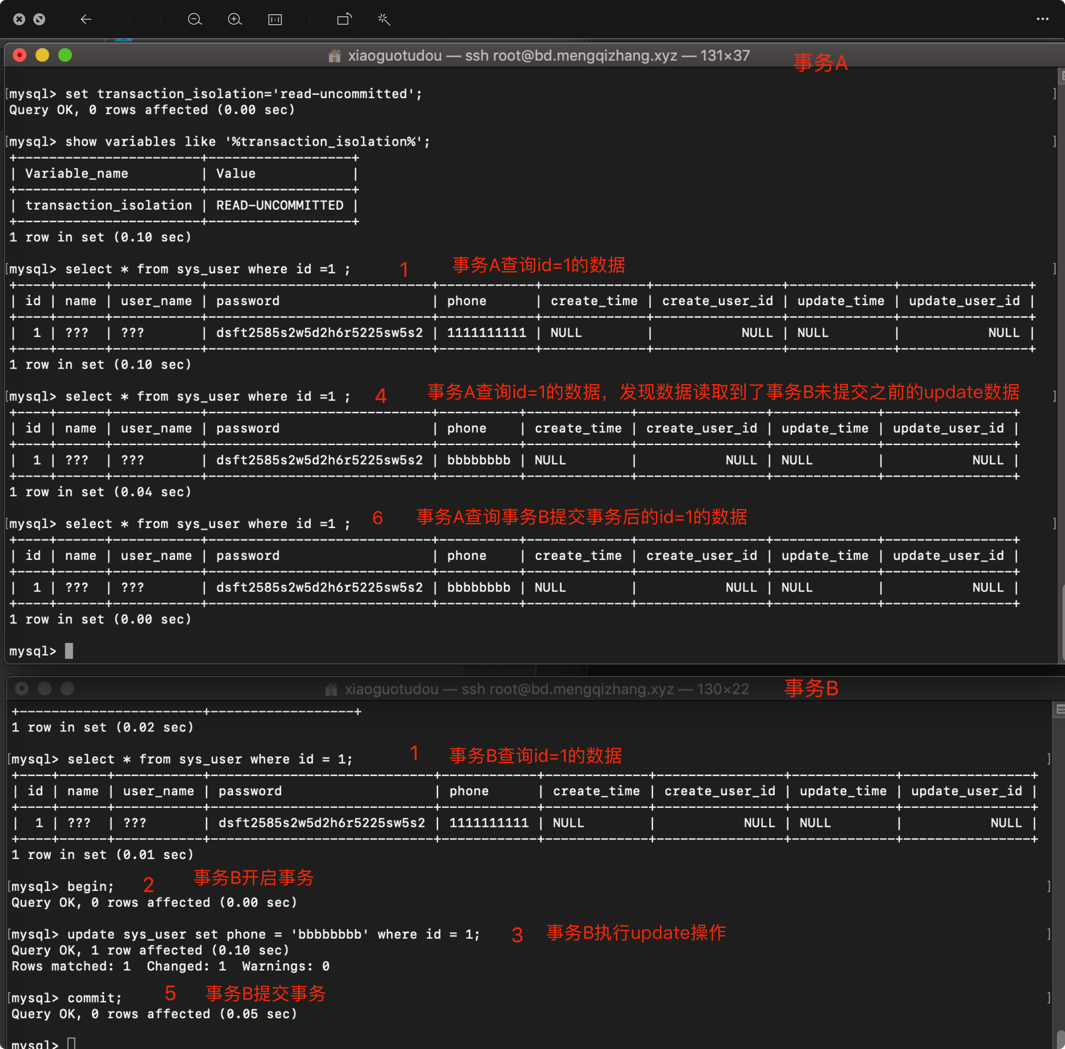 xiaoguotudou — ssh root@bd.mengqizhang.xyz — 131×37 事务A
mysql> set transaction_isolation='read-uncommitted';
Query OK, 0 rows affected (0.00 sec)
mysql> show variables like '%transaction_isolation%';
+-----------------------+------------------+
| Variable_name | Value |
+-----------------------+------------------+
| transaction_isolation | READ-UNCOMMITTED |
+-----------------------+------------------+
1 row in set (0.10 sec)
mysql> select * from sys_user where id =1 ; 1 事务A查询id=1的数据
+----+------+-----------+----------------------------+------------+-------------+----------------+-------------+----------------+
| id | name | user_name | password | phone | create_time | create_user_id | update_time | update_user_id |
+----+------+-----------+----------------------------+------------+-------------+----------------+-------------+----------------+
| 1 | ??? | ??? | dsft2585s2w5d2h6r5225sw5s2 | 1111111111 | NULL | NULL | NULL | NULL |
+----+------+-----------+----------------------------+------------+-------------+----------------+-------------+----------------+
1 row in set (0.10 sec)
mysql> select * from sys_user where id =1 ; 4 事务A查询id=1的数据，发现数据读取到了事务B未提交之前的update数据
+----+------+-----------+----------------------------+----------+-------------+----------------+-------------+----------------+
| id | name | user_name | password | phone | create_time | create_user_id | update_time | update_user_id |
+----+------+-----------+----------------------------+----------+-------------+----------------+-------------+----------------+
| 1 | ??? | ??? | dsft2585s2w5d2h6r5225sw5s2 | bbbbbbbb | NULL | NULL | NULL | NULL |
+----+------+-----------+----------------------------+----------+-------------+----------------+-------------+----------------+
1 row in set (0.04 sec)
mysql> select * from sys_user where id =1 ; 6 事务A查询事务B提交事务后的id=1的数据
+----+------+-----------+----------------------------+----------+-------------+----------------+-------------+----------------+
| id | name | user_name | password | phone | create_time | create_user_id | update_time | update_user_id |
+----+------+-----------+----------------------------+----------+-------------+----------------+-------------+----------------+
| 1 | ??? | ??? | dsft2585s2w5d2h6r5225sw5s2 | bbbbbbbb | NULL | NULL | NULL | NULL |
+----+------+-----------+----------------------------+----------+-------------+----------------+-------------+----------------+
1 row in set (0.00 sec)
mysql>
xiaoguotudou — ssh root@bd.mengqizhang.xyz — 130×22 事务B
+-----------------------+------------------+
1 row in set (0.02 sec)
mysql> select * from sys_user where id = 1; 1 事务B查询id=1的数据
+----+------+-----------+----------------------------+------------+-------------+----------------+-------------+----------------+
| id | name | user_name | password | phone | create_time | create_user_id | update_time | update_user_id |
+----+------+-----------+----------------------------+------------+-------------+----------------+-------------+----------------+
| 1 | ??? | ??? | dsft2585s2w5d2h6r5225sw5s2 | 1111111111 | NULL | NULL | NULL | NULL |
+----+------+-----------+----------------------------+------------+-------------+----------------+-------------+----------------+
1 row in set (0.01 sec)
mysql> begin; 2 事务B开启事务
Query OK, 0 rows affected (0.00 sec)
mysql> update sys_user set phone = 'bbbbbbbb' where id = 1; 3 事务B执行update操作
Query OK, 1 row affected (0.10 sec)
Rows matched: 1 Changed: 1 Warnings: 0
mysql> commit; 5 事务B提交事务
Query OK, 0 rows affected (0.05 sec)
mysql>